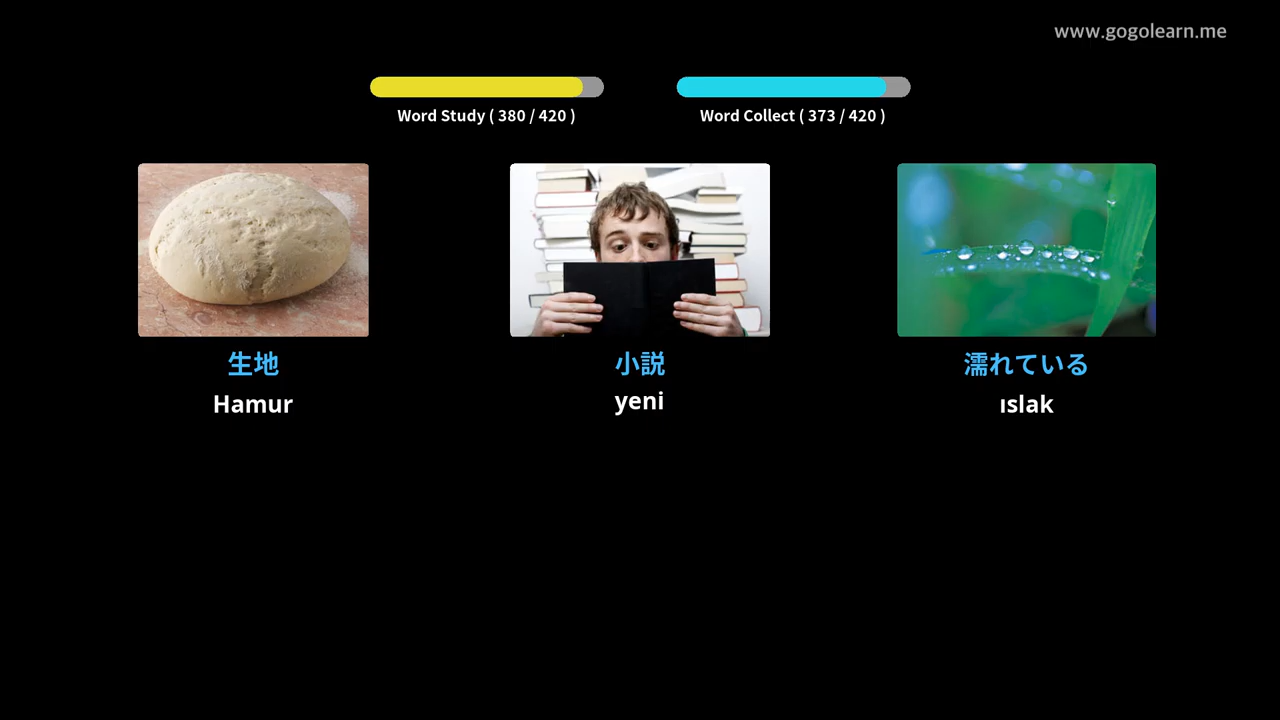 www.gogolearn.me
Word Study ( 380 / 420 )
Word Collect ( 373 / 420 )
生地
小説
濡れている
Hamur
yeni
ıslak